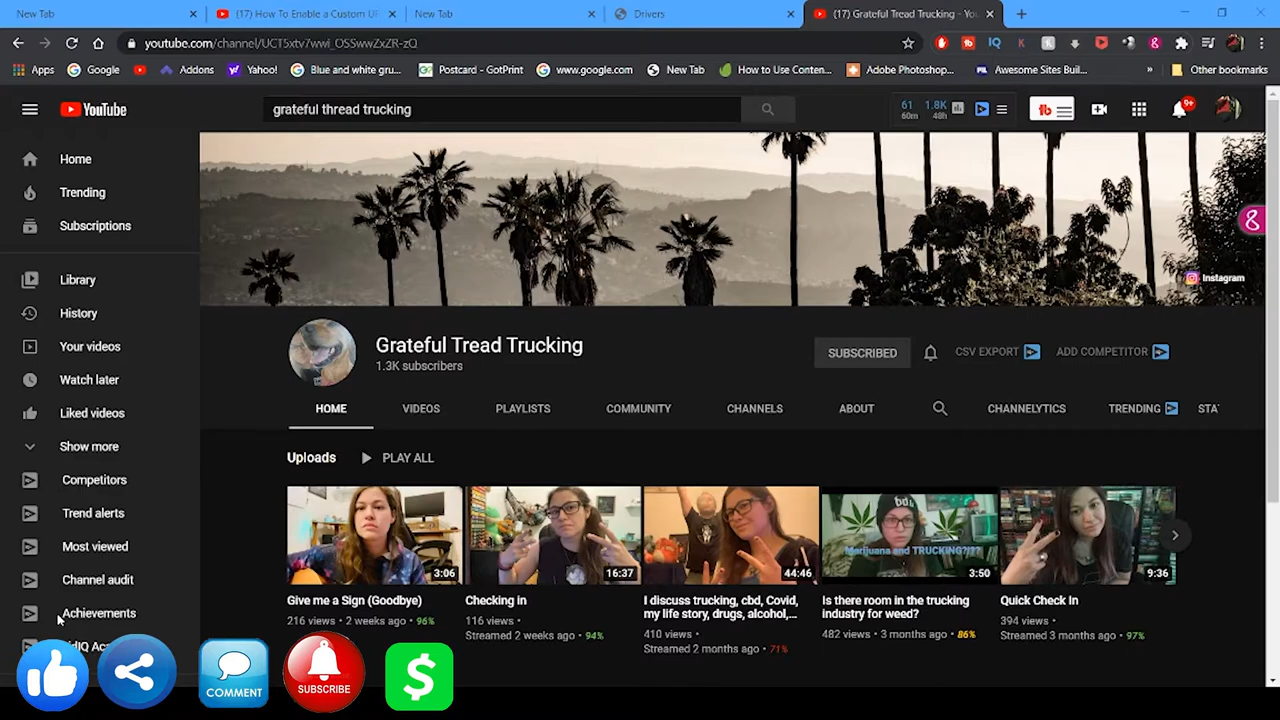 New Tab
(17) How To Enable a Custom UR
New Tab
Drivers
(17) Grateful Tread Trucking - You
youtube.com/channel/UCT5xtv7wwi_OSSwwZxZR-zQ
Apps
Google
Addons
Yahoo!
Blue and white gru...
Postcard - GotPrint
www.google.com
New Tab
How to Use Conten...
Adobe Photoshop...
Awesome Sites Buil...
»
Other bookmarks
YouTube
grateful thread trucking
61
60m
1.8K
48h
tb
9+
Home
Trending
Subscriptions
Library
History
Your videos
Watch later
Liked videos
Show more
Competitors
Trend alerts
Most viewed
Channel audit
Achievements
Instagram
Grateful Tread Trucking
1.3K subscribers
SUBSCRIBED
CSV EXPORT
ADD COMPETITOR
HOME
VIDEOS
PLAYLISTS
COMMUNITY
CHANNELS
ABOUT
CHANNELYTICS
TRENDING
STAT
Uploads
PLAY ALL
3:06
16:37
44:46
Marijuana and TRUCKING?!??
3:50
9:36
Give me a Sign (Goodbye)
216 views • 2 weeks ago • 96%
Checking in
116 views •
Streamed 2 weeks ago • 94%
I discuss trucking, cbd, Covid,
my life story, drugs, alcohol,...
410 views •
Streamed 2 months ago • 71%
Is there room in the trucking
industry for weed?
482 views • 3 months ago • 86%
Quick Check In
394 views •
Streamed 3 months ago • 97%
COMMENT
SUBSCRIBE
$